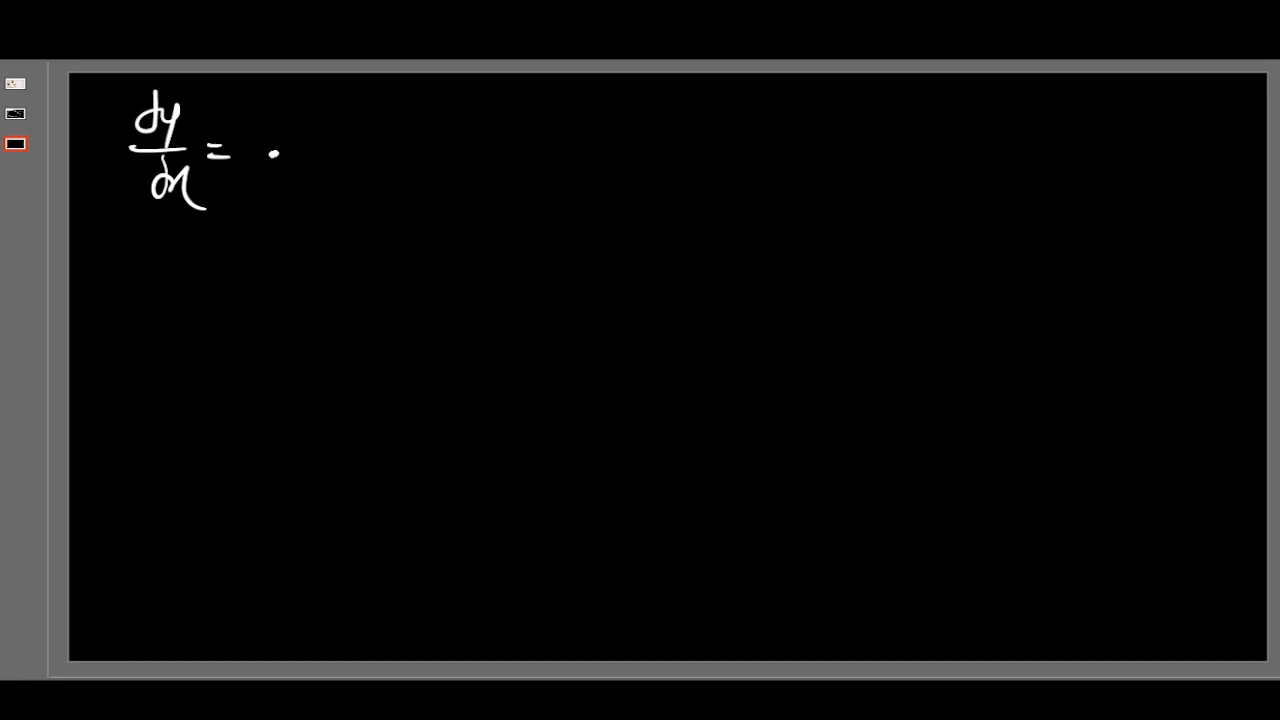 dy/dx = .